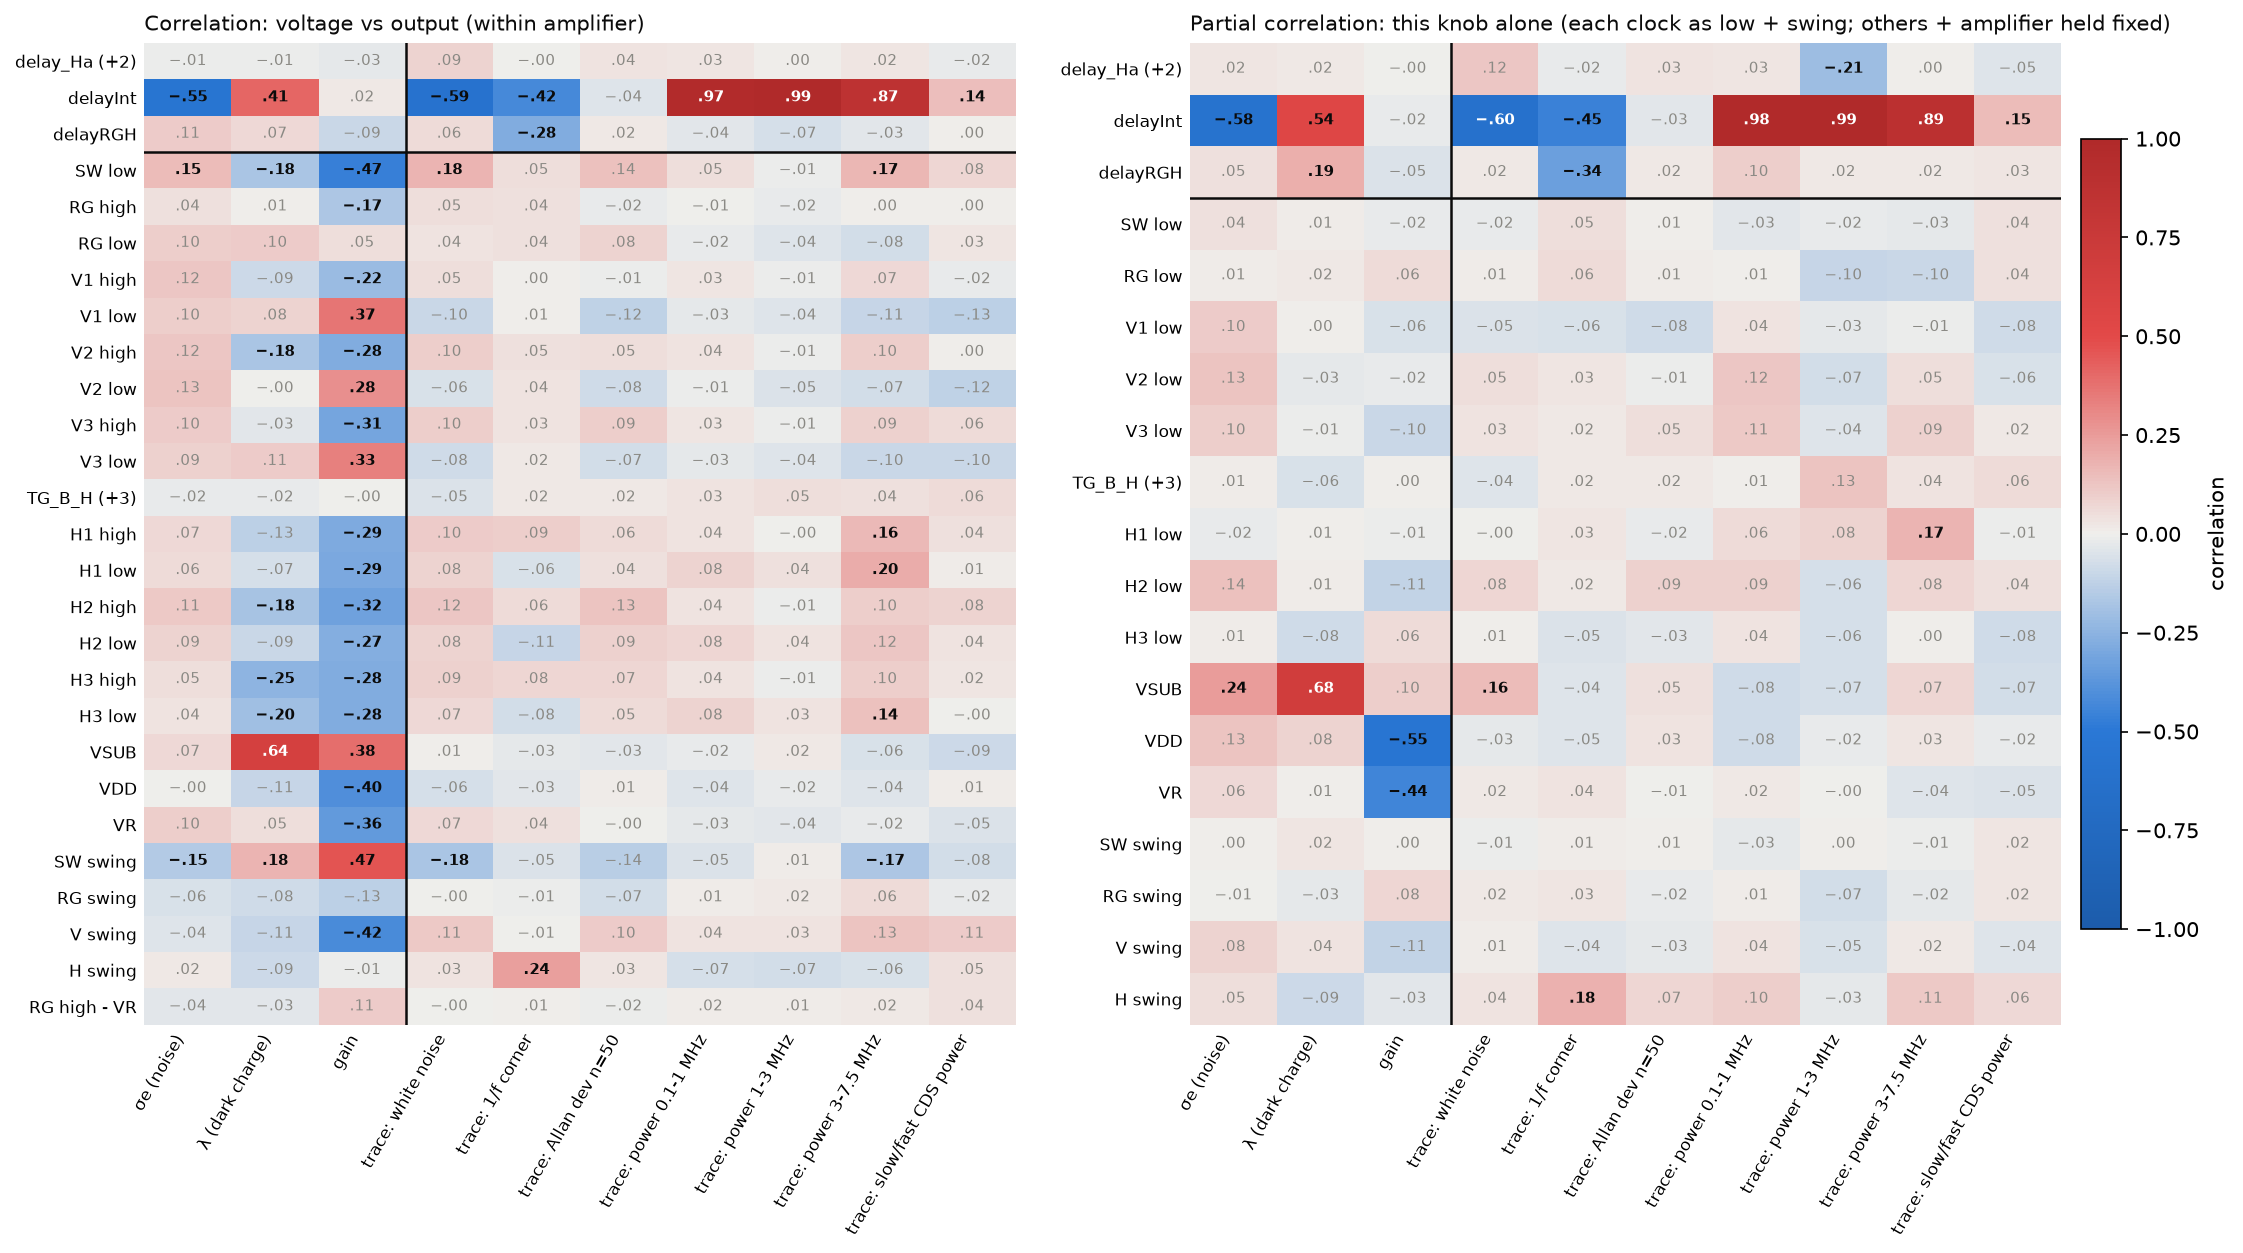 Correlation: voltage vs output (within amplifier)
delay_Ha (+2) −.01 −.01 −.03 .09 −.00 .04 .03 .00 .02 −.02
delayInt −.55 .41 .02 −.59 −.42 −.04 .97 .99 .87 .14
delayRGH .11 .07 −.09 .06 −.28 .02 −.04 −.07 −.03 .00
SW low .15 −.18 −.47 .18 .05 .14 .05 −.01 .17 .08
RG high .04 .01 −.17 .05 .04 −.02 −.01 −.02 .00 .00
RG low .10 .10 .05 .04 .04 .08 −.02 −.04 −.08 .03
V1 high .12 −.09 −.22 .05 .00 −.01 .03 −.01 .07 −.02
V1 low .10 .08 .37 −.10 .01 −.12 −.03 −.04 −.11 −.13
V2 high .12 −.18 −.28 .10 .05 .05 .04 −.01 .10 .00
V2 low .13 −.00 .28 −.06 .04 −.08 −.01 −.05 −.07 −.12
V3 high .10 −.03 −.31 .10 .03 .09 .03 −.01 .09 .06
V3 low .09 .11 .33 −.08 .02 −.07 −.03 −.04 −.10 −.10
TG_B_H (+3) −.02 −.02 −.00 −.05 .02 .02 .03 .05 .04 .06
H1 high .07 −.13 −.29 .10 .09 .06 .04 −.00 .16 .04
H1 low .06 −.07 −.29 .08 −.06 .04 .08 .04 .20 .01
H2 high .11 −.18 −.32 .12 .06 .13 .04 −.01 .10 .08
H2 low .09 −.09 −.27 .08 −.11 .09 .08 .04 .12 .04
H3 high .05 −.25 −.28 .09 .08 .07 .04 −.01 .10 .02
H3 low .04 −.20 −.28 .07 −.08 .05 .08 .03 .14 −.00
VSUB .07 .64 .38 .01 −.03 −.03 −.02 .02 −.06 −.09
VDD −.00 −.11 −.40 −.06 −.03 .01 −.04 −.02 −.04 .01
VR .10 .05 −.36 .07 .04 −.00 −.03 −.04 −.02 −.05
SW swing −.15 .18 .47 −.18 −.05 −.14 −.05 .01 −.17 −.08
RG swing −.06 −.08 −.13 −.00 −.01 −.07 .01 .02 .06 −.02
V swing −.04 −.11 −.42 .11 −.01 .10 .04 .03 .13 .11
H swing .02 −.09 −.01 .03 .24 .03 −.07 −.07 −.06 .05
RG high - VR −.04 −.03 .11 −.00 .01 −.02 .02 .01 .02 .04
σe (noise)
λ (dark charge)
gain
trace: white noise
trace: 1/f corner
trace: Allan dev n=50
trace: power 0.1-1 MHz
trace: power 1-3 MHz
trace: power 3-7.5 MHz
trace: slow/fast CDS power
Partial correlation: this knob alone (each clock as low + swing; others + amplifier held fixed)
delay_Ha (+2) .02 .02 −.00 .12 −.02 .03 .03 −.21 .00 −.05
delayInt −.58 .54 −.02 −.60 −.45 −.03 .98 .99 .89 .15
delayRGH .05 .19 −.05 .02 −.34 .02 .10 .02 .02 .03
SW low .04 .01 −.02 −.02 .05 .01 −.03 −.02 −.03 .04
RG low .01 .02 .06 .01 .06 .01 .01 −.10 −.10 .04
V1 low .10 .00 −.06 −.05 −.06 −.08 .04 −.03 −.01 −.08
V2 low .13 −.03 −.02 .05 .03 −.01 .12 −.07 .05 −.06
V3 low .10 −.01 −.10 .03 .02 .05 .11 −.04 .09 .02
TG_B_H (+3) .01 −.06 .00 −.04 .02 .02 .01 .13 .04 .06
H1 low −.02 .01 −.01 −.00 .03 −.02 .06 .08 .17 −.01
H2 low .14 .01 −.11 .08 .02 .09 .09 −.06 .08 .04
H3 low .01 −.08 .06 .01 −.05 −.03 .04 −.06 .00 −.08
VSUB .24 .68 .10 .16 −.04 .05 −.08 −.07 .07 −.07
VDD .13 .08 −.55 −.03 −.05 .03 −.08 −.02 .03 −.02
VR .06 .01 −.44 .02 .04 −.01 .02 −.00 −.04 −.05
SW swing .00 .02 .00 −.01 .01 .01 −.03 .00 −.01 .02
RG swing −.01 −.03 .08 .02 .03 −.02 .01 −.07 −.02 .02
V swing .08 .04 −.11 .01 −.04 −.03 .04 −.05 .02 −.04
H swing .05 −.09 −.03 .04 .18 .07 .10 −.03 .11 .06
σe (noise)
λ (dark charge)
gain
trace: white noise
trace: 1/f corner
trace: Allan dev n=50
trace: power 0.1-1 MHz
trace: power 1-3 MHz
trace: power 3-7.5 MHz
trace: slow/fast CDS power
1.00
0.75
0.50
0.25
0.00
−0.25
−0.50
−0.75
−1.00
correlation